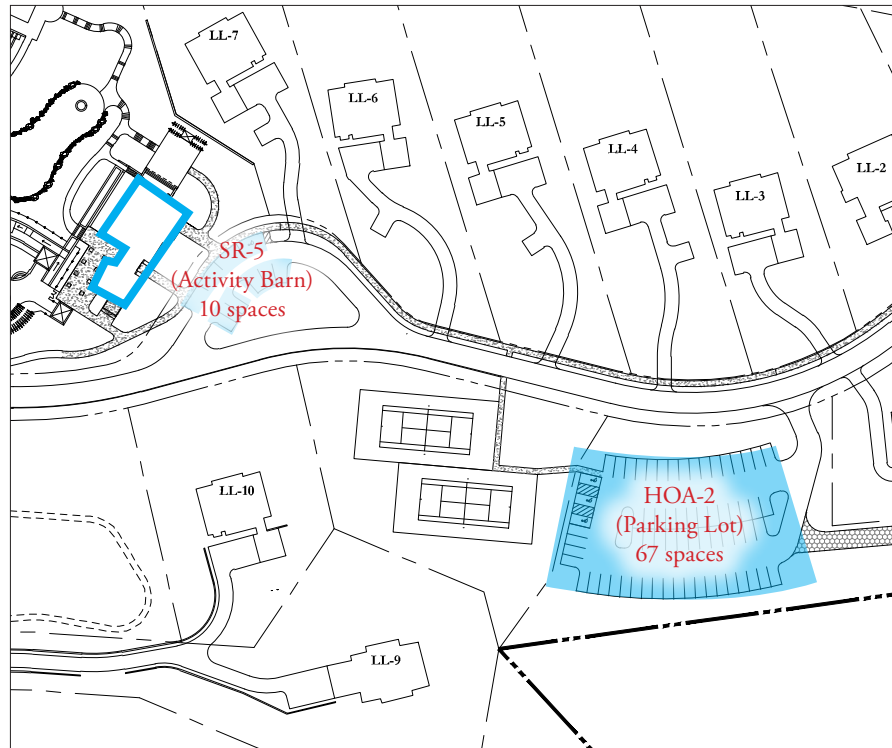 LL-7
LL-6
LL-5
LL-4
LL-3
LL-2
SR-5
(Activity Barn)
10 spaces
HOA-2
(Parking Lot)
67 spaces
LL-10
LL-9